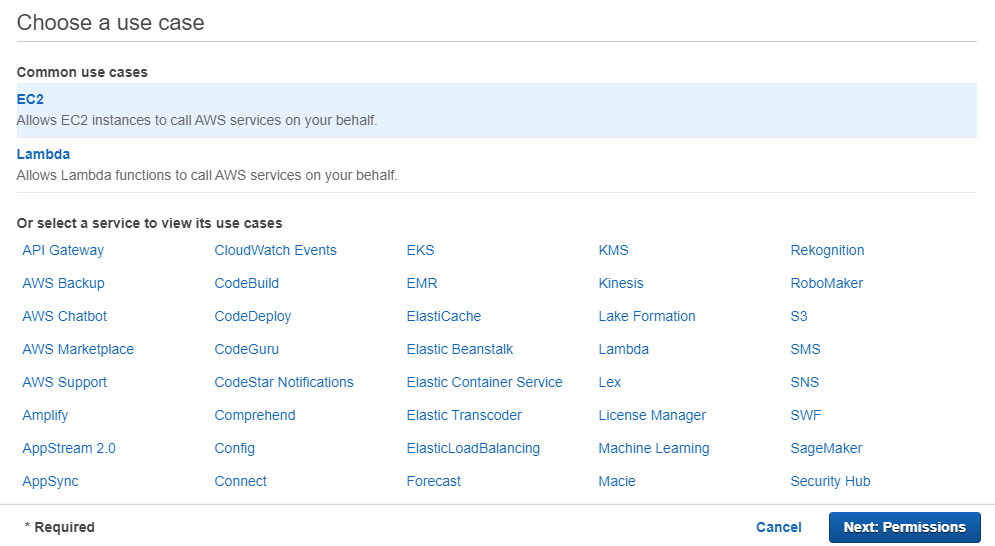 Choose a use case
Common use cases
EC2
Allows EC2 instances to call AWS services on your behalf.
Lambda
Allows Lambda functions to call AWS services on your behalf.
Or select a service to view its use cases
API Gateway CloudWatch Events EKS KMS Rekognition
AWS Backup CodeBuild EMR Kinesis RoboMaker
AWS Chatbot CodeDeploy ElastiCache Lake Formation S3
AWS Marketplace CodeGuru Elastic Beanstalk Lambda SMS
AWS Support CodeStar Notifications Elastic Container Service Lex SNS
Amplify Comprehend Elastic Transcoder License Manager SWF
AppStream 2.0 Config ElasticLoadBalancing Machine Learning SageMaker
AppSync Connect Forecast Macie Security Hub
* Required Cancel Next: Permissions